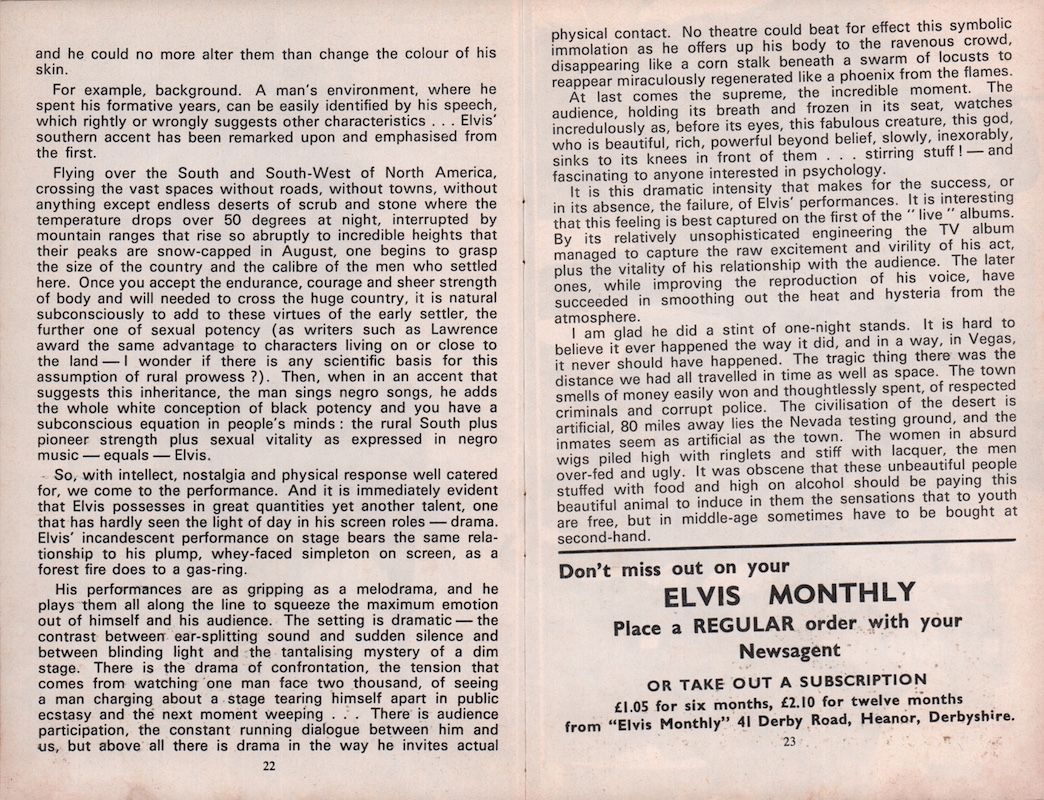 and he could no more alter them than change the colour of his
skin.
For example, background. A man's environment, where he
spent his formative years, can be easily identified by his speech,
which rightly or wrongly suggests other characteristics . . . Elvis'
southern accent has been remarked upon and emphasised from
the first.
Flying over the South and South-West of North America,
crossing the vast spaces without roads, without towns, without
anything except endless deserts of scrub and stone where the
temperature drops over 50 degrees at night, interrupted by
mountain ranges that rise so abruptly to incredible heights that
their peaks are snow-capped in August, one begins to grasp
the size of the country and the calibre of the men who settled
here. Once you accept the endurance, courage and sheer strength
of body and will needed to cross the huge country, it is natural
subconsciously to add to these virtues of the early settler, the
further one of sexual potency (as writers such as Lawrence
award the same advantage to characters living on or close to
the land — I wonder if there is any scientific basis for this
assumption of rural prowess ?). Then, when in an accent that
suggests this inheritance, the man sings negro songs, he adds
the whole white conception of black potency and you have a
subconscious equation in people's minds : the rural South plus
pioneer strength plus sexual vitality as expressed in negro
music — equals — Elvis.
So, with intellect, nostalgia and physical response well catered
for, we come to the performance. And it is immediately evident
that Elvis possesses in great quantities yet another talent, one
that has hardly seen the light of day in his screen roles — drama.
Elvis' incandescent performance on stage bears the same rela-
tionship to his plump, whey-faced simpleton on screen, as a
forest fire does to a gas-ring.
His performances are as gripping as a melodrama, and he
plays them all along the line to squeeze the maximum emotion
out of himself and his audience. The setting is dramatic — the
contrast between ear-splitting sound and sudden silence and
between blinding light and the tantalising mystery of a dim
stage. There is the drama of confrontation, the tension that
comes from watching one man face two thousand, of seeing
a man charging about a stage tearing himself apart in public
ecstasy and the next moment weeping . . . There is audience
participation, the constant running dialogue between him and
us, but above all there is drama in the way he invites actual
22
physical contact. No theatre could beat for effect this symbolic
immolation as he offers up his body to the ravenous crowd,
disappearing like a corn stalk beneath a swarm of locusts to
reappear miraculously regenerated like a phoenix from the flames.
At last comes the supreme, the incredible moment. The
audience, holding its breath and frozen in its seat, watches
incredulously as, before its eyes, this fabulous creature, this god,
who is beautiful, rich, powerful beyond belief, slowly, inexorably,
sinks to its knees in front of them . . . stirring stuff ! — and
fascinating to anyone interested in psychology.
It is this dramatic intensity that makes for the success, or
in its absence, the failure, of Elvis' performances. It is interesting
that this feeling is best captured on the first of the " live " albums.
By its relatively unsophisticated engineering the TV album
managed to capture the raw excitement and virility of his act,
plus the vitality of his relationship with the audience. The later
ones, while improving the reproduction of his voice, have
succeeded in smoothing out the heat and hysteria from the
atmosphere.
I am glad he did a stint of one-night stands. It is hard to
believe it ever happened the way it did, and in a way, in Vegas,
it never should have happened. The tragic thing there was the
distance we had all travelled in time as well as space. The town
smells of money easily won and thoughtlessly spent, of respected
criminals and corrupt police. The civilisation of the desert is
artificial, 80 miles away lies the Nevada testing ground, and the
inmates seem as artificial as the town. The women in absurd
wigs piled high with ringlets and stiff with lacquer, the men
over-fed and ugly. It was obscene that these unbeautiful people
stuffed with food and high on alcohol should be paying this
beautiful animal to induce in them the sensations that to youth
are free, but in middle-age sometimes have to be bought at
second-hand.
Don't miss out on your
ELVIS MONTHLY
Place a REGULAR order with your
Newsagent
OR TAKE OUT A SUBSCRIPTION
£1.05 for six months, £2.10 for twelve months
from "Elvis Monthly" 41 Derby Road, Heanor, Derbyshire.
23